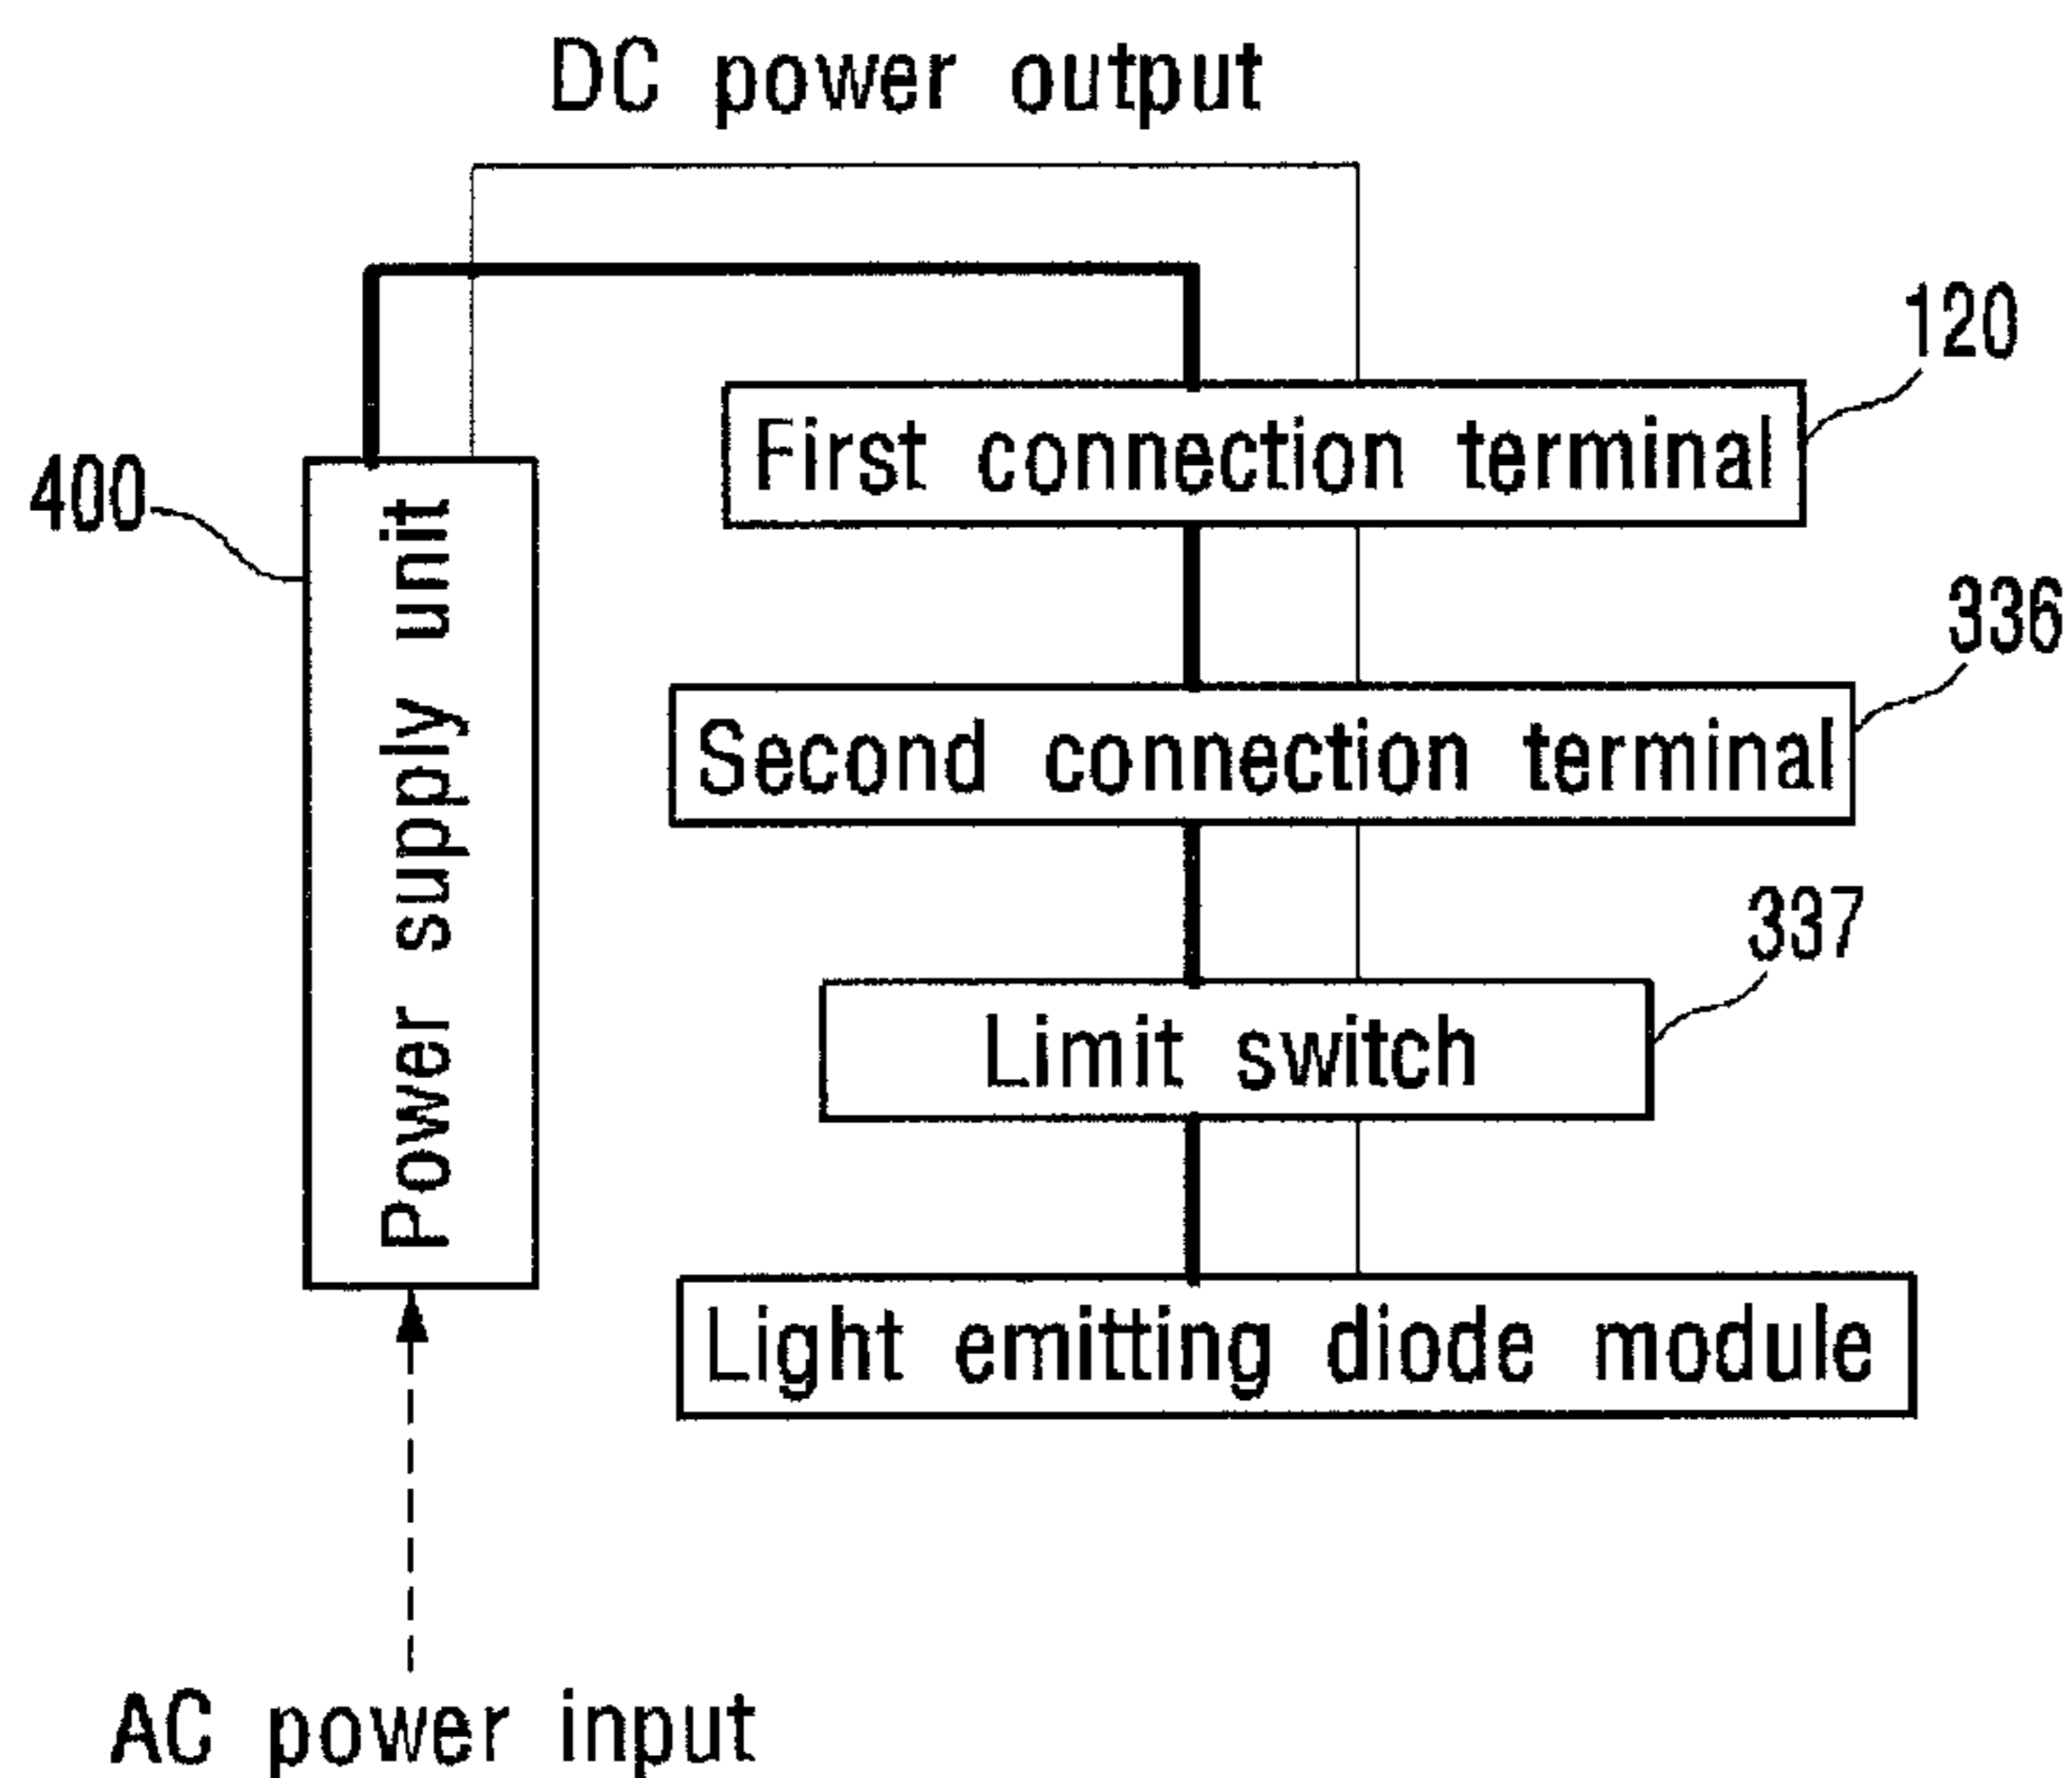 DC power output
120
First connection terminal
400
Power supply unit
336
Second connection terminal
337
Limit switch
Light emitting diode module
AC power input